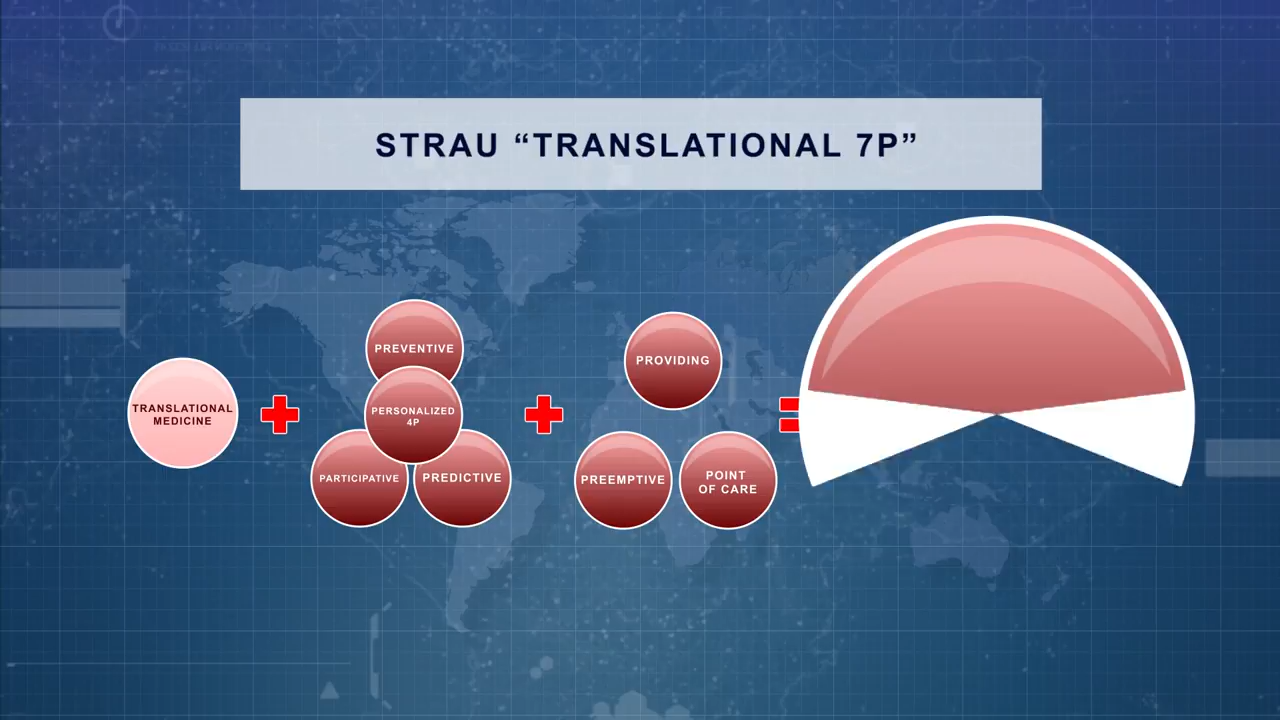 STRAU “TRANSLATIONAL 7P”
TRANSLATIONAL
MEDICINE
PREVENTIVE
PERSONALIZED
4P
PARTICIPATIVE
PREDICTIVE
PROVIDING
PREEMPTIVE
POINT
OF CARE